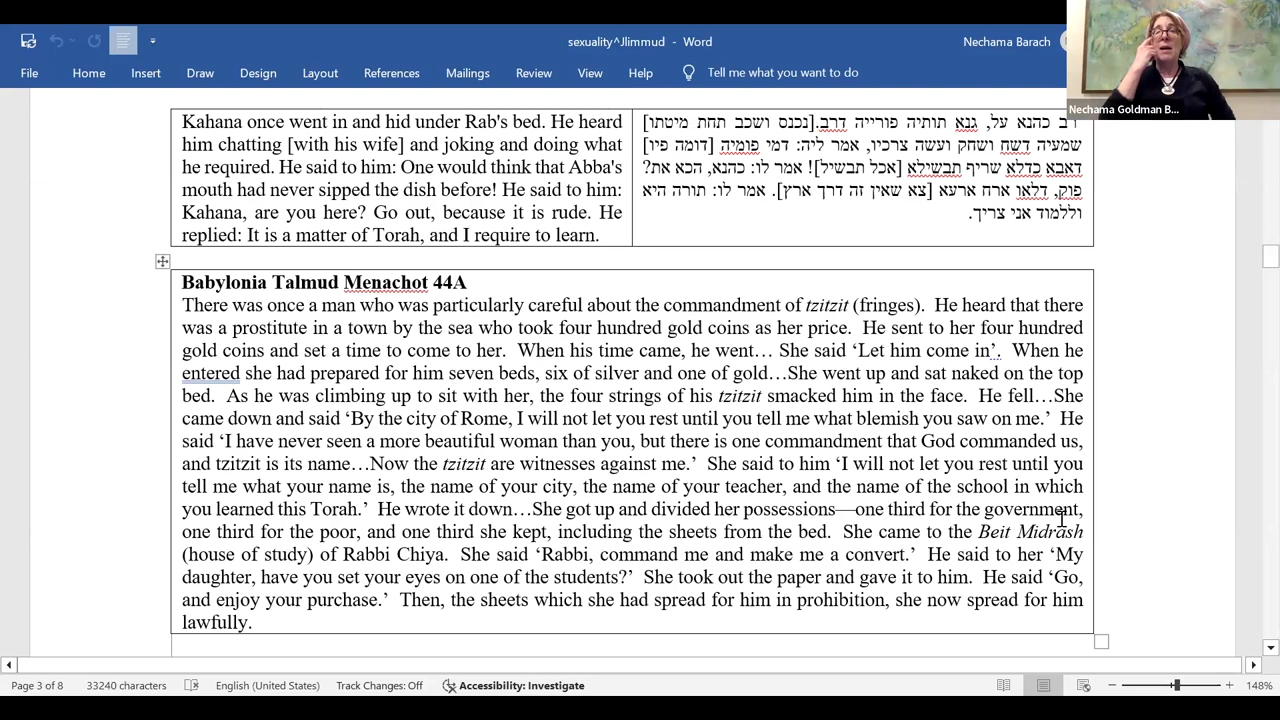 sexuality^Jlimmud - Word
Nechama Barach
File Home Insert Draw Design Layout References Mailings Review View Help Tell me what you want to do
Nechama Goldman B...
Kahana once went in and hid under Rab's bed. He heard
him chatting [with his wife] and joking and doing what
he required. He said to him: One would think that Abba's
mouth had never sipped the dish before! He said to him:
Kahana, are you here? Go out, because it is rude. He
replied: It is a matter of Torah, and I require to learn.
רב כהנא על, גנא תותיה פורייה דרב.[נכנס ושכב תחת מיטתו]
שמעיה דשח ושחק ועשה צרכיו, אמר ליה: דמי פומיה [דומה פיו]
דאבא כדלא שריף תבשילא [אכל תבשיל]! אמר לו: כהנא, הכא את?
פוק, דלאו ארח ארעא [צא שאין זה דרך ארץ]. אמר לו: תורה היא
וללמוד אני צריך.
Babylonia Talmud Menachot 44A
There was once a man who was particularly careful about the commandment of tzitzit (fringes). He heard that there
was a prostitute in a town by the sea who took four hundred gold coins as her price. He sent to her four hundred
gold coins and set a time to come to her. When his time came, he went… She said ‘Let him come in’. When he
entered she had prepared for him seven beds, six of silver and one of gold…She went up and sat naked on the top
bed. As he was climbing up to sit with her, the four strings of his tzitzit smacked him in the face. He fell…She
came down and said ‘By the city of Rome, I will not let you rest until you tell me what blemish you saw on me.’ He
said ‘I have never seen a more beautiful woman than you, but there is one commandment that God commanded us,
and tzitzit is its name…Now the tzitzit are witnesses against me.’ She said to him ‘I will not let you rest until you
tell me what your name is, the name of your city, the name of your teacher, and the name of the school in which
you learned this Torah.’ He wrote it down…She got up and divided her possessions—one third for the government,
one third for the poor, and one third she kept, including the sheets from the bed. She came to the Beit Midrash
(house of study) of Rabbi Chiya. She said ‘Rabbi, command me and make me a convert.’ He said to her ‘My
daughter, have you set your eyes on one of the students?’ She took out the paper and gave it to him. He said ‘Go,
and enjoy your purchase.’ Then, the sheets which she had spread for him in prohibition, she now spread for him
lawfully.
Page 3 of 8 33240 characters English (United States) Track Changes: Off Accessibility: Investigate 148%